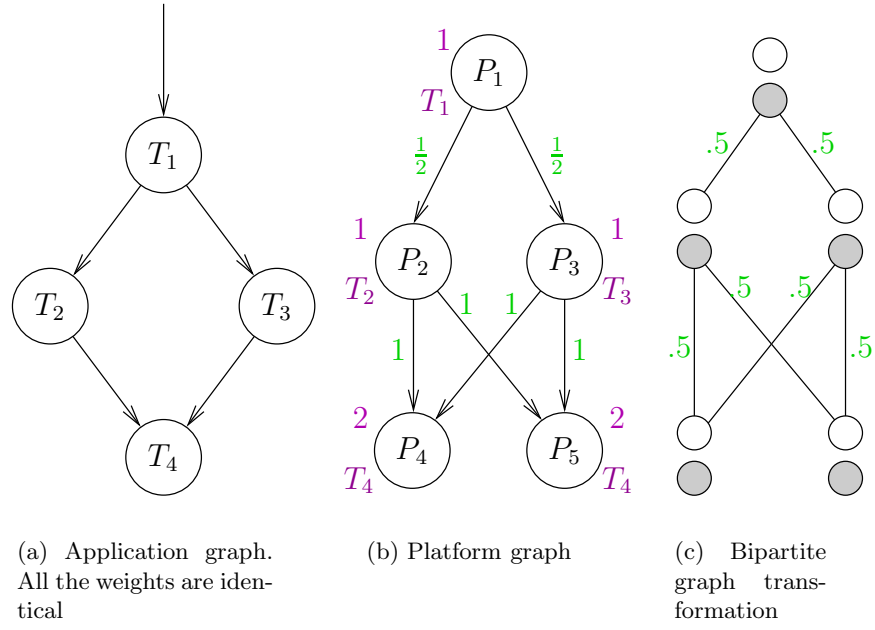 T1
T2
T3
T4
(a) Application graph.
All the weights are iden-
tical
1
P1
T1
1/2
1/2
1
P2
T2
1
P3
T3
1
1
1
1
2
P4
T4
2
P5
T4
(b) Platform graph
.5
.5
.5
.5
.5
.5
(c) Bipartite
graph trans-
formation